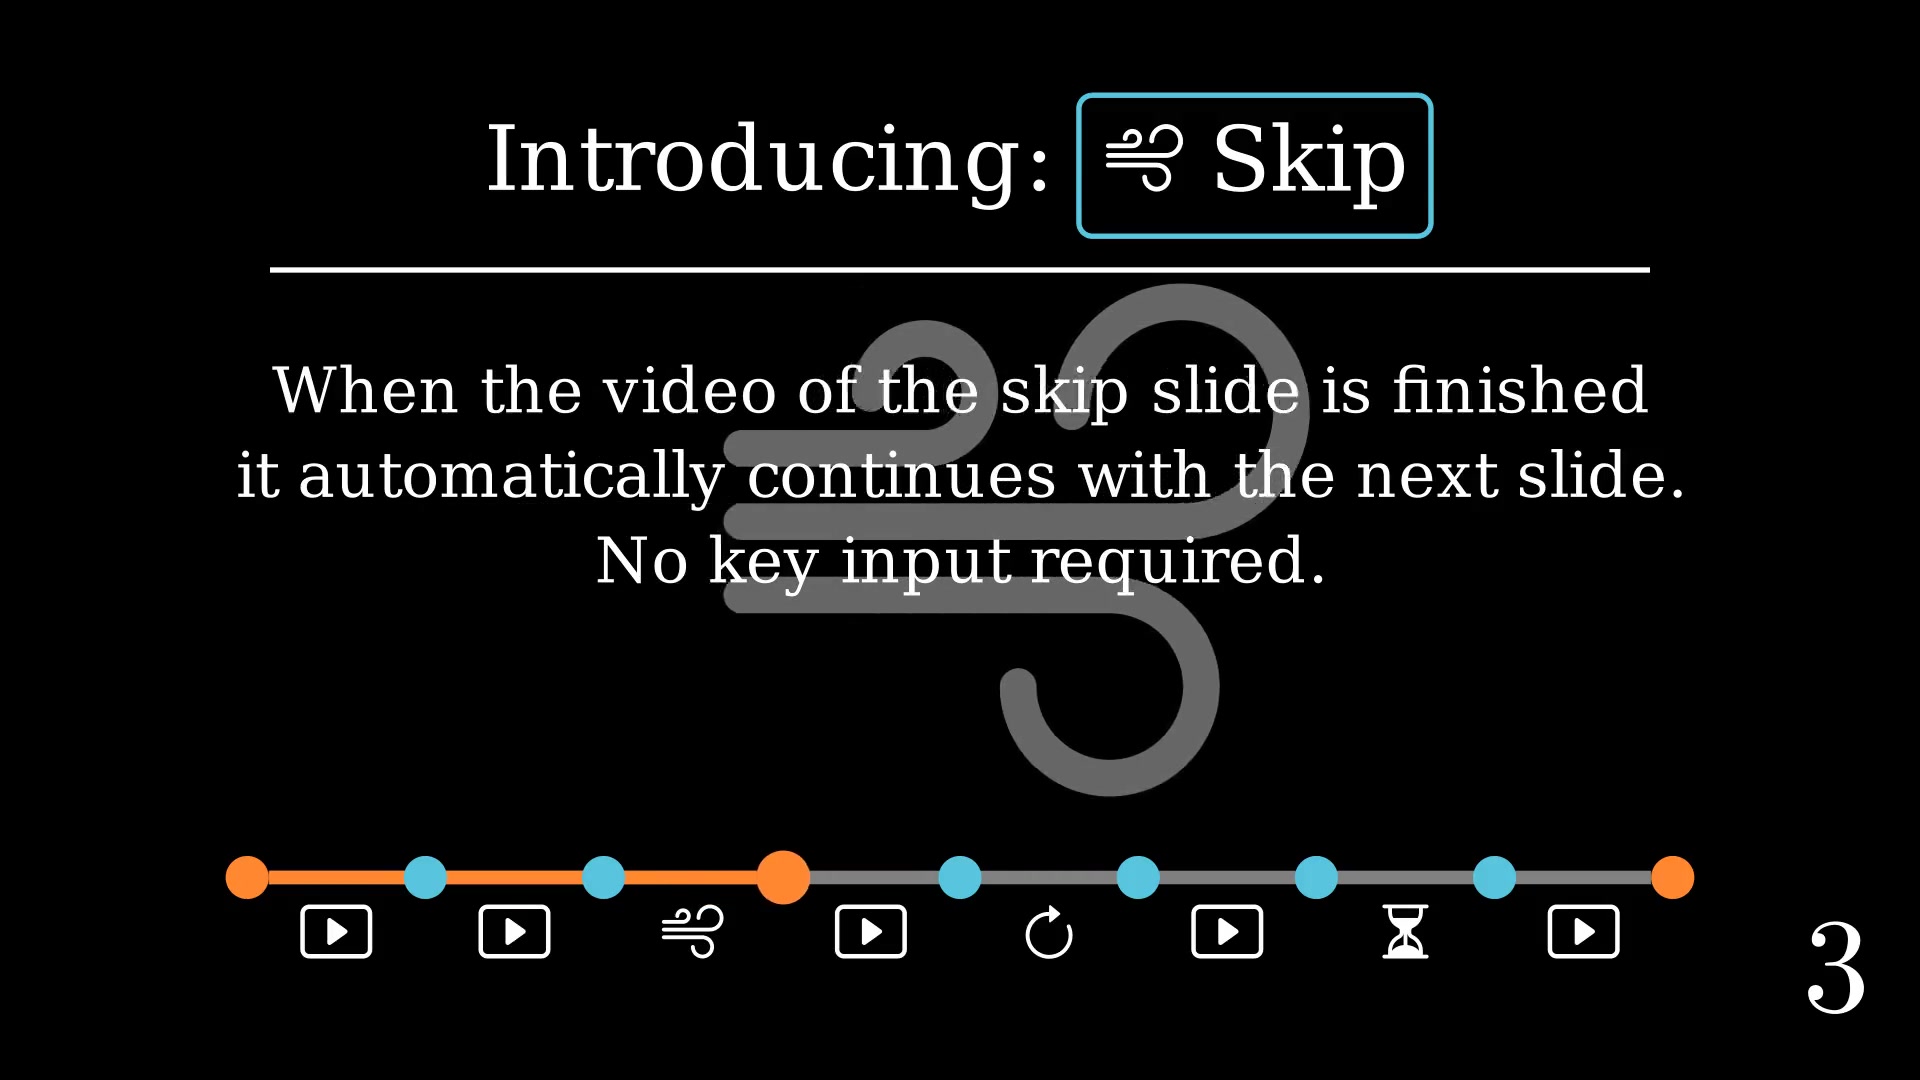 Introducing: Skip
When the video of the skip slide is finished
it automatically continues with the next slide.
No key input required.
3